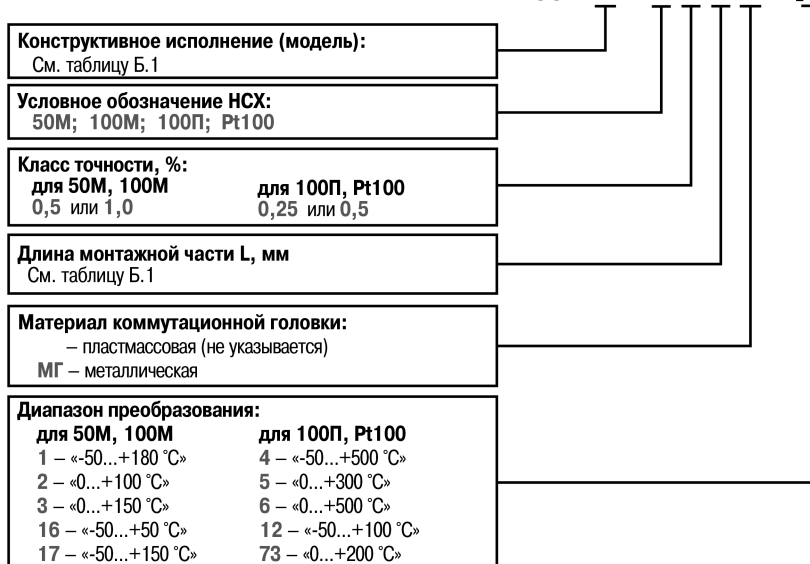 Конструктивное исполнение (модель):
См. таблицу Б.1
Условное обозначение НСХ:
50М; 100М; 100П; Pt100
Класс точности, %:
для 50М, 100М для 100П, Pt100
0,5 или 1,0 0,25 или 0,5
Длина монтажной части L, мм
См. таблицу Б.1
Материал коммутационной головки:
– пластмассовая (не указывается)
МГ – металлическая
Диапазон преобразования:
для 50М, 100М для 100П, Pt100
1 – «-50...+180 °С» 4 – «-50...+500 °С»
2 – «0...+100 °С» 5 – «0...+300 °С»
3 – «0...+150 °С» 6 – «0...+500 °С»
16 – «-50...+50 °С» 12 – «-50...+100 °С»
17 – «-50...+150 °С» 73 – «0...+200 °С»